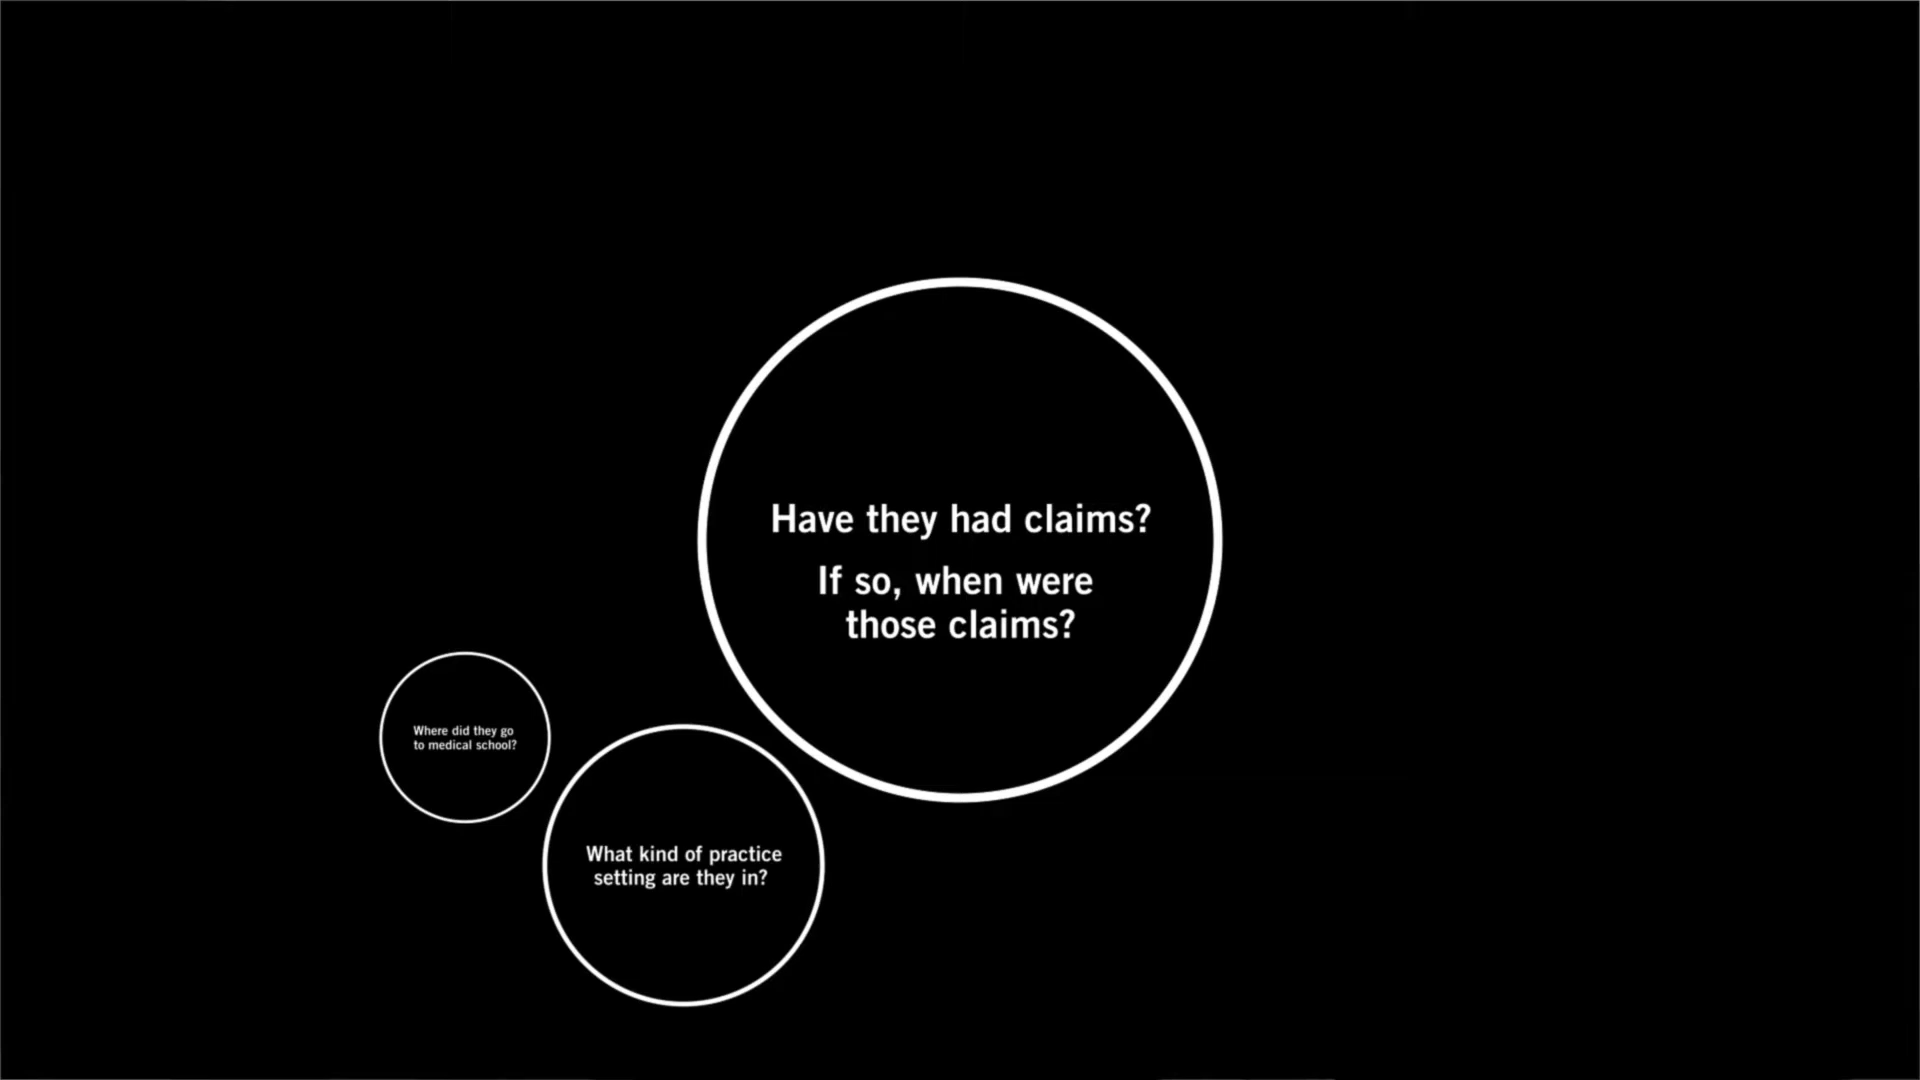 Have they had claims?
If so, when were
those claims?
Where did they go
to medical school?
What kind of practice
setting are they in?